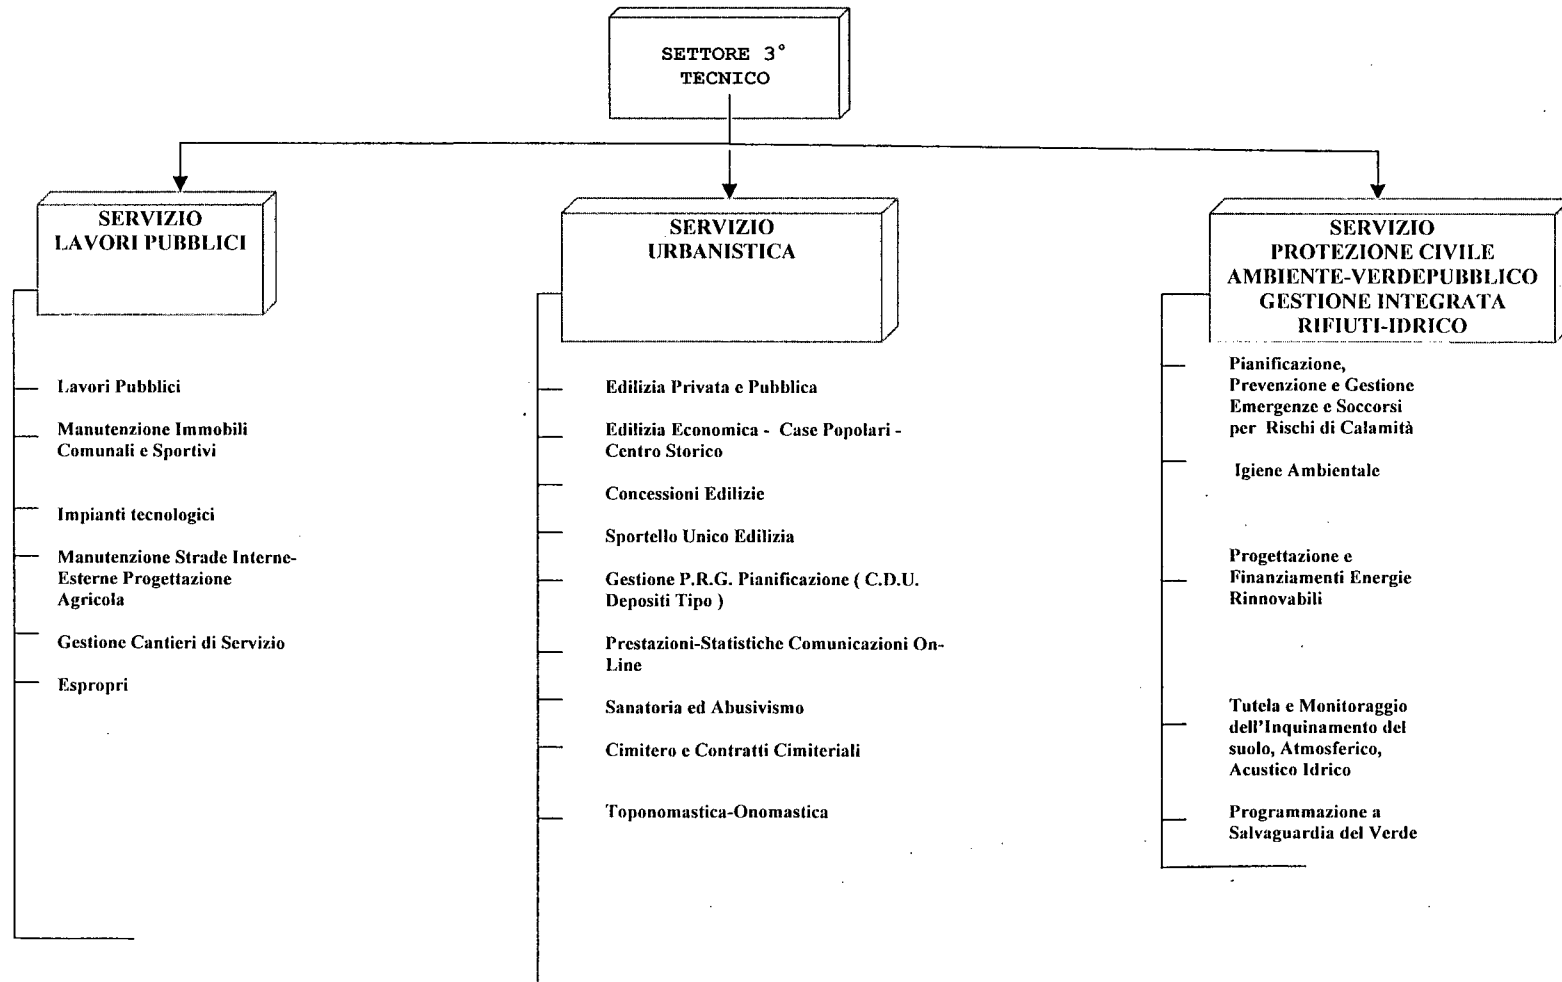 SETTORE 3°
TECNICO
SERVIZIO
LAVORI PUBBLICI
Lavori Pubblici
Manutenzione Immobili
Comunali e Sportivi
Impianti tecnologici
Manutenzione Strade Interne-
Esterne Progettazione
Agricola
Gestione Cantieri di Servizio
Espropri
SERVIZIO
URBANISTICA
Edilizia Privata e Pubblica
Edilizia Economica - Case Popolari -
Centro Storico
Concessioni Edilizie
Sportello Unico Edilizia
Gestione P.R.G. Pianificazione ( C.D.U.
Depositi Tipo )
Prestazioni-Statistiche Comunicazioni On-
Line
Sanatoria ed Abusivismo
Cimitero e Contratti Cimiteriali
Toponomastica-Onomastica
SERVIZIO
PROTEZIONE CIVILE
AMBIENTE-VERDEPUBBLICO
GESTIONE INTEGRATA
RIFIUTI-IDRICO
Pianificazione,
Prevenzione e Gestione
Emergenze e Soccorsi
per Rischi di Calamità
Igiene Ambientale
Progettazione e
Finanziamenti Energie
Rinnovabili
Tutela e Monitoraggio
dell'Inquinamento del
suolo, Atmosferico,
Acustico Idrico
Programmazione a
Salvaguardia del Verde